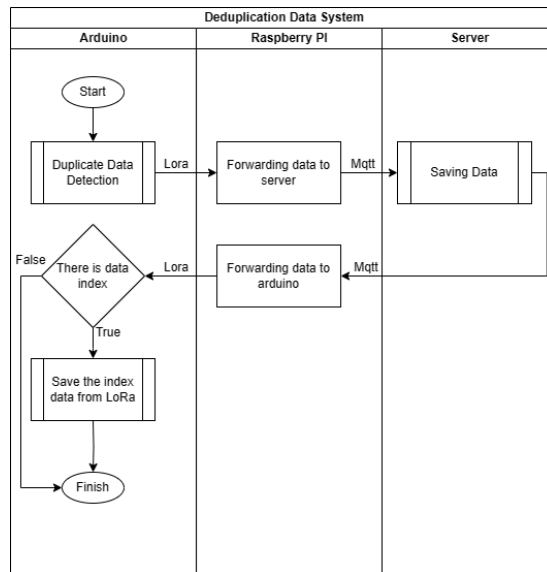 Deduplication Data System
Arduino
Raspberry PI
Server
Start
Duplicate Data
Detection
Lora
Forwarding data to
server
Mqtt
Saving Data
False
There is data
index
Lora
Forwarding data to
arduino
Mqtt
True
Save the index
data from LoRa
Finish